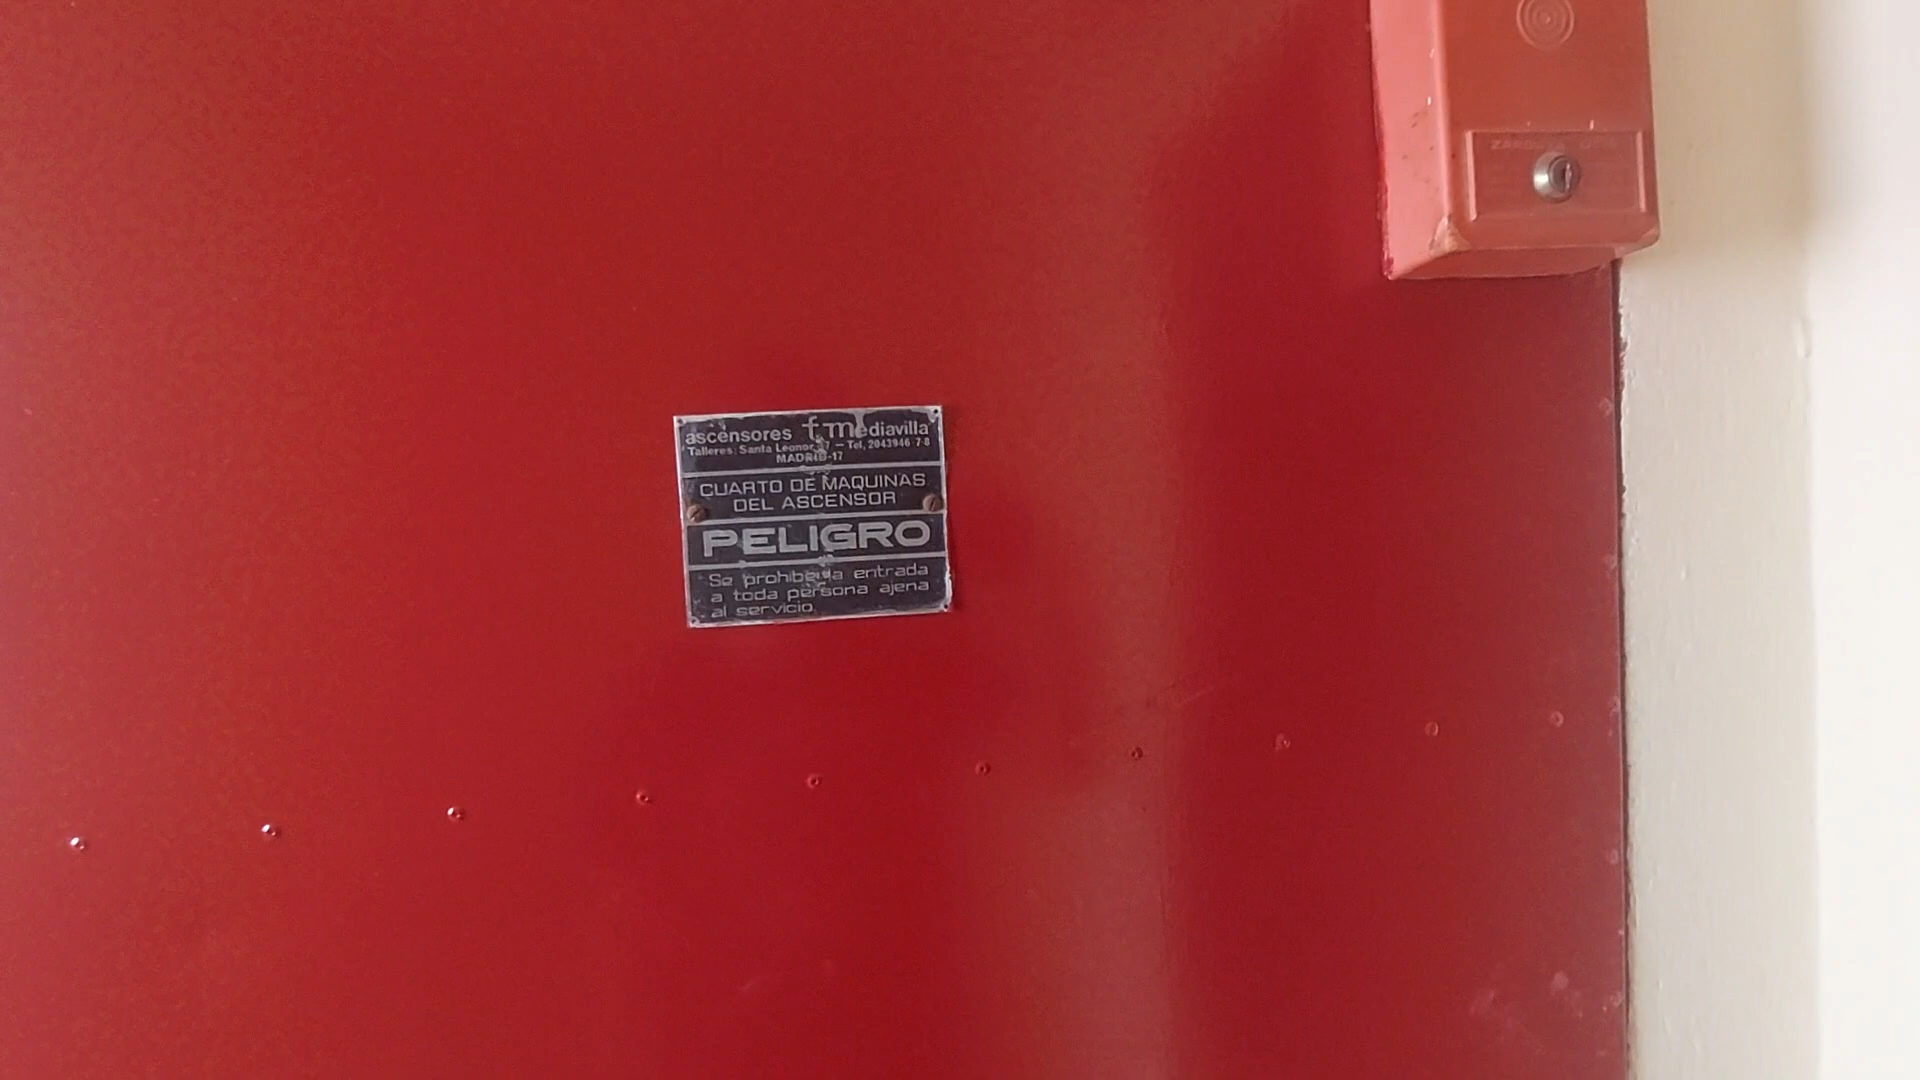 ascensores f mediavilla
Talleres: Santa Leonor, 37 — Tel, 2043946-7-8
MADRID-17
CUARTO DE MAQUINAS
DEL ASCENSOR
PELIGRO
Se prohibe la entrada
a toda persona ajena
al servicio.